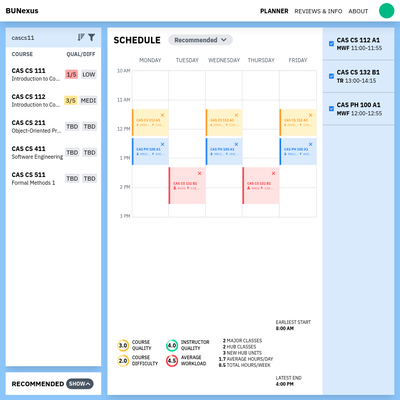 BUNexus
PLANNER REVIEWS & INFO ABOUT
cascs11
COURSE QUAL/DIFF
CAS CS 111
Introduction to Co...
1/5 LOW
CAS CS 112
Introduction to Co...
3/5 MEDI
CAS CS 211
Object-Oriented Pr...
TBD TBD
CAS CS 411
Software Engineering
TBD TBD
CAS CS 511
Formal Methods 1
TBD TBD
RECOMMENDED SHOW
SCHEDULE Recommended
MONDAY TUESDAY WEDNESDAY THURSDAY FRIDAY
10 AM
11 AM
12 PM
1 PM
2 PM
3 PM
CAS CS 112 A1
CAS CS 112 A1
CAS CS 112 A1
CAS PH 100 A1
CAS PH 100 A1
CAS PH 100 A1
CAS CS 132 B1
CAS CS 132 B1
EARLIEST START
8:00 AM
3.0 COURSE QUALITY
4.0 INSTRUCTOR QUALITY
2.0 COURSE DIFFICULTY
4.5 AVERAGE WORKLOAD
2 MAJOR CLASSES
2 HUB CLASSES
3 NEW HUB UNITS
1.7 AVERAGE HOURS/DAY
8.5 TOTAL HOURS/WEEK
LATEST END
4:00 PM
CAS CS 112 A1
MWF 11:00-11:55
CAS CS 132 B1
TR 13:00-14:15
CAS PH 100 A1
MWF 12:00-12:55